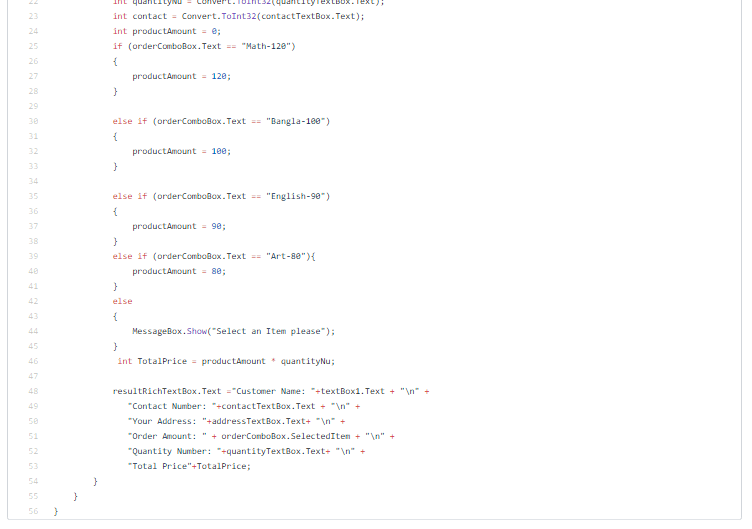 22 int quantityNu = Convert.ToInt32(quantityTextBox.Text);
23 int contact = Convert.ToInt32(contactTextBox.Text);
24 int productAmount = 0;
25 if (orderComboBox.Text == "Math-120")
26 {
27 productAmount = 120;
28 }
29
30 else if (orderComboBox.Text == "Bangla-100")
31 {
32 productAmount = 100;
33 }
34
35 else if (orderComboBox.Text == "English-90")
36 {
37 productAmount = 90;
38 }
39 else if (orderComboBox.Text == "Art-80"){
40 productAmount = 80;
41 }
42 else
43 {
44 MessageBox.Show("Select an Item please");
45 }
46 int TotalPrice = productAmount * quantityNu;
47
48 resultRichTextBox.Text ="Customer Name: "+textBox1.Text + "\n" +
49 "Contact Number: "+contactTextBox.Text + "\n" +
50 "Your Address: "+addressTextBox.Text+ "\n" +
51 "Order Amount: " + orderComboBox.SelectedItem + "\n" +
52 "Quantity Number: "+quantityTextBox.Text+ "\n" +
53 "Total Price"+TotalPrice;
54 }
55 }
56 }